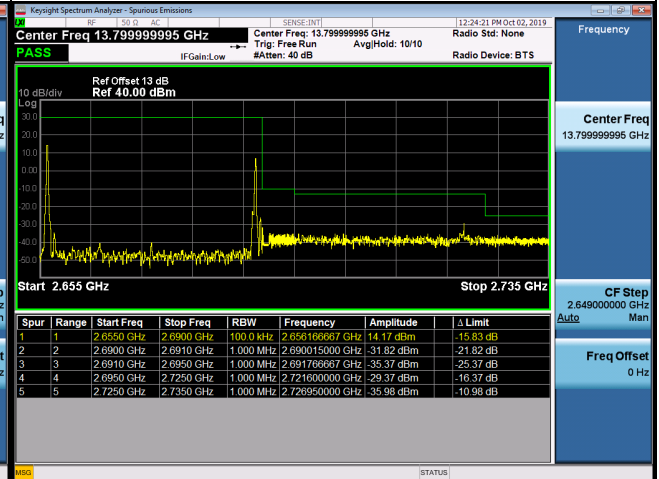 Keysight Spectrum Analyzer - Spurious Emissions
LXI RF 50 Ω AC SENSE:INT 12:24:21 PM Oct 02, 2019
Center Freq 13.799999995 GHz Center Freq: 13.799999995 GHz Radio Std: None
Trig: Free Run Avg|Hold: 10/10
PASS IFGain:Low #Atten: 40 dB Radio Device: BTS
Ref Offset 13 dB
10 dB/div Ref 40.00 dBm
Log
30.0
20.0
10.0
0.00
-10.0
-20.0
-30.0
-40.0
-50.0
Start 2.655 GHz Stop 2.735 GHz
Spur Range Start Freq Stop Freq RBW Frequency Amplitude Δ Limit
1 1 2.6550 GHz 2.6900 GHz 100.0 kHz 2.656166667 GHz 14.17 dBm -15.83 dB
2 2 2.6900 GHz 2.6910 GHz 1.000 MHz 2.690015000 GHz -31.82 dBm -21.82 dB
3 3 2.6910 GHz 2.6950 GHz 1.000 MHz 2.691766667 GHz -35.37 dBm -25.37 dB
4 4 2.6950 GHz 2.7250 GHz 1.000 MHz 2.721600000 GHz -29.37 dBm -16.37 dB
5 5 2.7250 GHz 2.7350 GHz 1.000 MHz 2.726950000 GHz -35.98 dBm -10.98 dB
Frequency
Center Freq
13.799999995 GHz
CF Step
2.649000000 GHz
Auto Man
Freq Offset
0 Hz
MSG STATUS